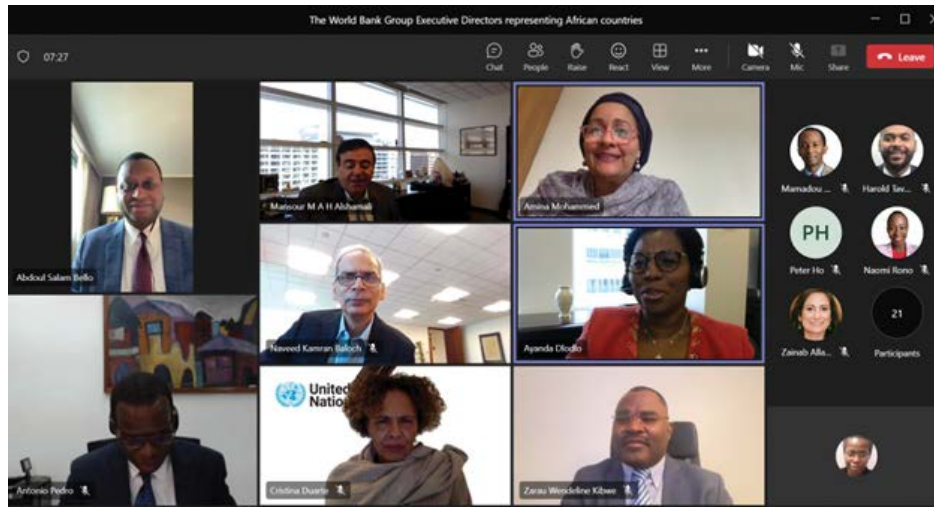 The World Bank Group Executive Directors representing African countries
07:27
Chat
People
Raise
React
View
More
Camera
Mic
Share
Leave
Abdoul Salam Bello
Mansour M A H Alshamali
Amina Mohammed
Mamadou ...
Harold Tav...
PH
Peter Ho
Naomi Rono
Naveed Kamran Baloch
Ayanda Dlodlo
Zainab Alla...
21
Participants
United
Natio
Antonio Pedro
Cristina Duarte
Zarau Wendeline Kibwe